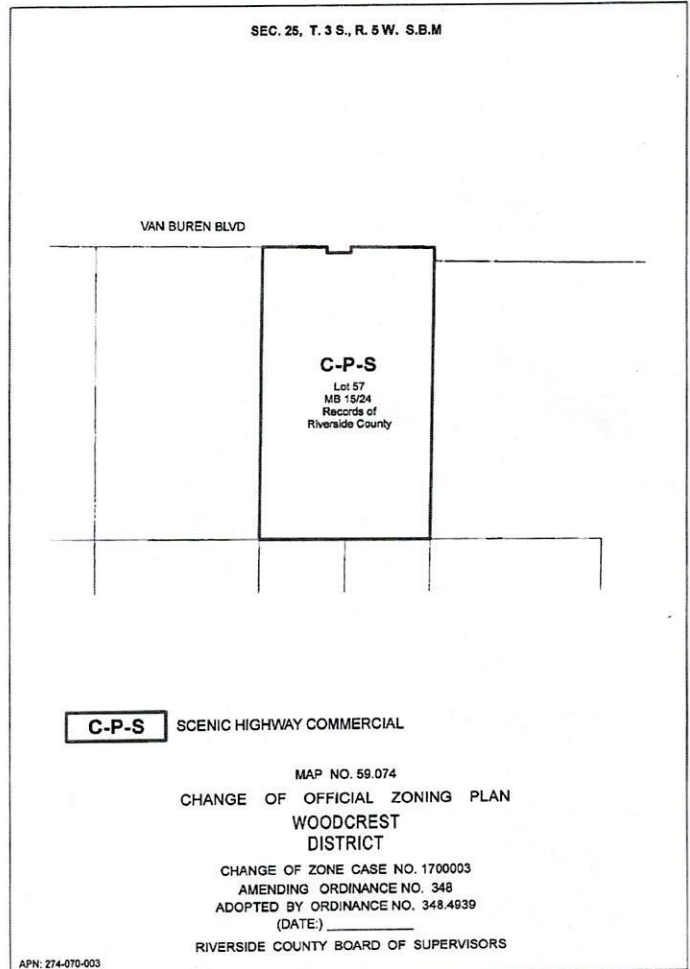 SEC. 25, T. 3 S., R. 5 W. S.B.M
VAN BUREN BLVD
C-P-S
Lot 57
MB 15/24
Records of
Riverside County
C-P-S SCENIC HIGHWAY COMMERCIAL
MAP NO. 59.074
CHANGE OF OFFICIAL ZONING PLAN
WOODCREST
DISTRICT
CHANGE OF ZONE CASE NO. 1700003
AMENDING ORDINANCE NO. 348
ADOPTED BY ORDINANCE NO. 348.4939
(DATE:) __________
RIVERSIDE COUNTY BOARD OF SUPERVISORS
APN: 274-070-003